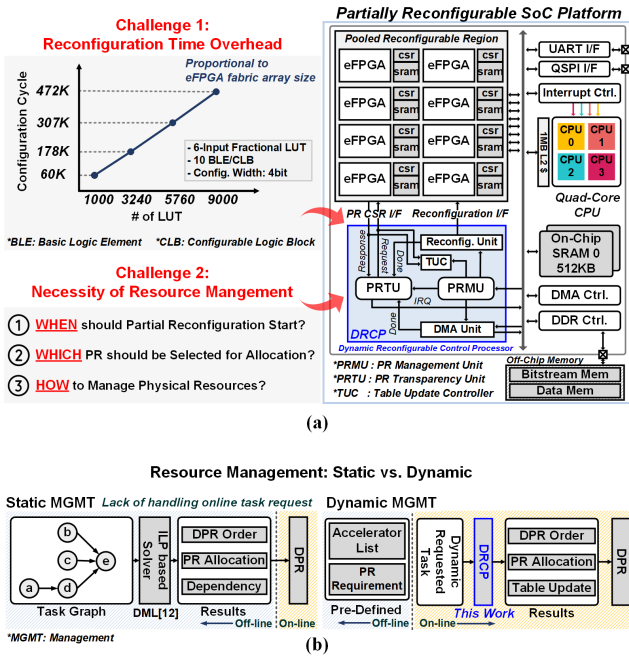 Challenge 1:
Reconfiguration Time Overhead
Configuration Cycle
Proportional to
eFPGA fabric array size
472K
307K
178K
60K
- 6-Input Fractional LUT
- 10 BLE/CLB
- Config. Width: 4bit
1000 3240 5760 9000
# of LUT
*BLE: Basic Logic Element *CLB: Configurable Logic Block
Challenge 2:
Necessity of Resource Mangement
1 WHEN should Partial Reconfiguration Start?
2 WHICH PR should be Selected for Allocation?
3 HOW to Manage Physical Resources?
Partially Reconfigurable SoC Platform
Pooled Reconfigurable Region
eFPGA csr sram eFPGA csr sram
eFPGA csr sram eFPGA csr sram
eFPGA csr sram eFPGA csr sram
eFPGA csr sram eFPGA csr sram
PR CSR I/F Reconfiguration I/F
Response
Request
Done
Reconfig. Unit
TUC
PRTU
PRMU
IRQ
Done
DMA Unit
DRCP
Dynamic Reconfigurable Control Processor
*PRMU : PR Management Unit
*PRTU : PR Transparency Unit
*TUC : Table Update Controller
UART I/F
QSPI I/F
Interrupt Ctrl.
1MB L2 $
CPU 0
CPU 1
CPU 2
CPU 3
Quad-Core
CPU
On-Chip
SRAM 0
512KB
DMA Ctrl.
DDR Ctrl.
Off-Chip Memory
Bitstream Mem
Data Mem
(a)
Resource Management: Static vs. Dynamic
Static MGMT Lack of handling online task request
b
c
e
a
d
Task Graph
ILP based
Solver
DML[12]
DPR Order
PR Allocation
Dependency
Results
DPR
Off-line On-line
*MGMT: Management
Dynamic MGMT
Accelerator
List
PR
Requirement
Pre-Defined
Dynamic
Requested
Task
DRCP
This Work
DPR Order
PR Allocation
Table Update
Results
DPR
Off-line On-line
(b)